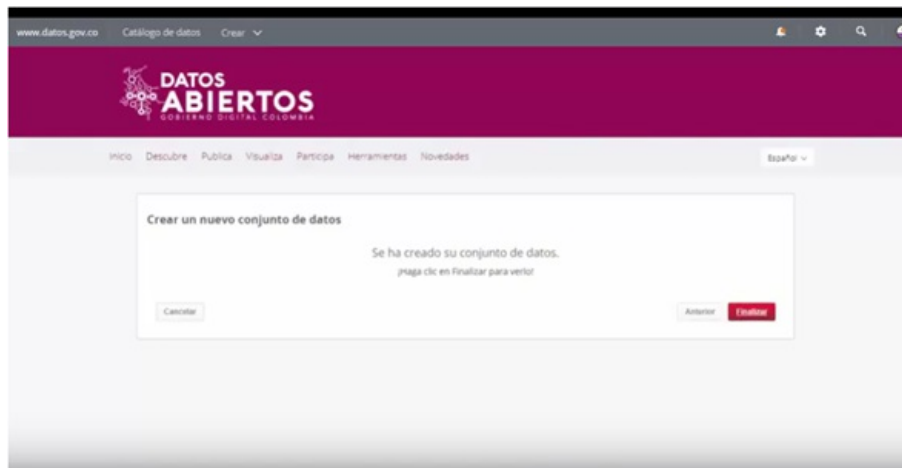 www.datos.gov.co Catálogo de datos Crear
DATOS
ABIERTOS
GOBIERNO DIGITAL COLOMBIA
Inicio Descubre Publica Visualiza Participa Herramientas Novedades Español
Crear un nuevo conjunto de datos
Se ha creado su conjunto de datos.
¡Haga clic en Finalizar para verlo!
Cancelar Anterior Finalizar